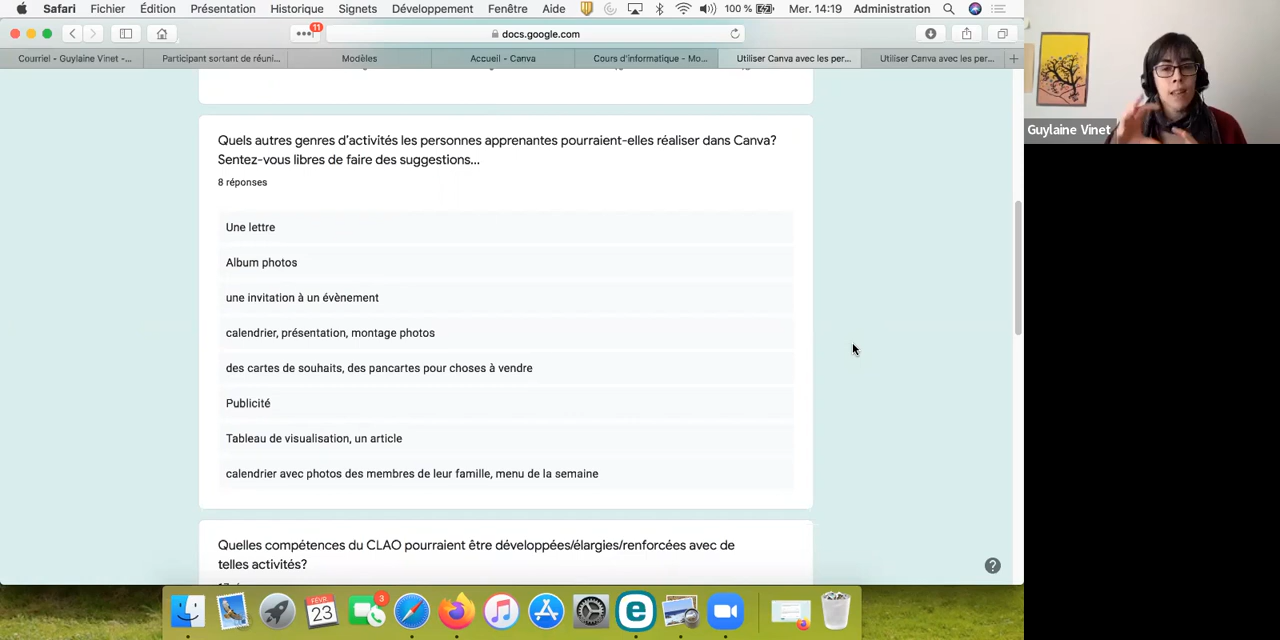 Safari Fichier Édition Présentation Historique Signets Développement Fenêtre Aide 100 % Mer. 14:19 Administration
11
docs.google.com
Courriel - Guylaine Vinet -... Participant sortant de réuni... Modèles Accueil - Canva Cours d'informatique - Mo... Utiliser Canva avec les per... Utiliser Canva avec les per...
Guylaine Vinet
Quels autres genres d'activités les personnes apprenantes pourraient-elles réaliser dans Canva?
Sentez-vous libres de faire des suggestions...
8 réponses
Une lettre
Album photos
une invitation à un évènement
calendrier, présentation, montage photos
des cartes de souhaits, des pancartes pour choses à vendre
Publicité
Tableau de visualisation, un article
calendrier avec photos des membres de leur famille, menu de la semaine
Quelles compétences du CLAO pourraient être développées/élargies/renforcées avec de
telles activités?
FÉVR.
23
3